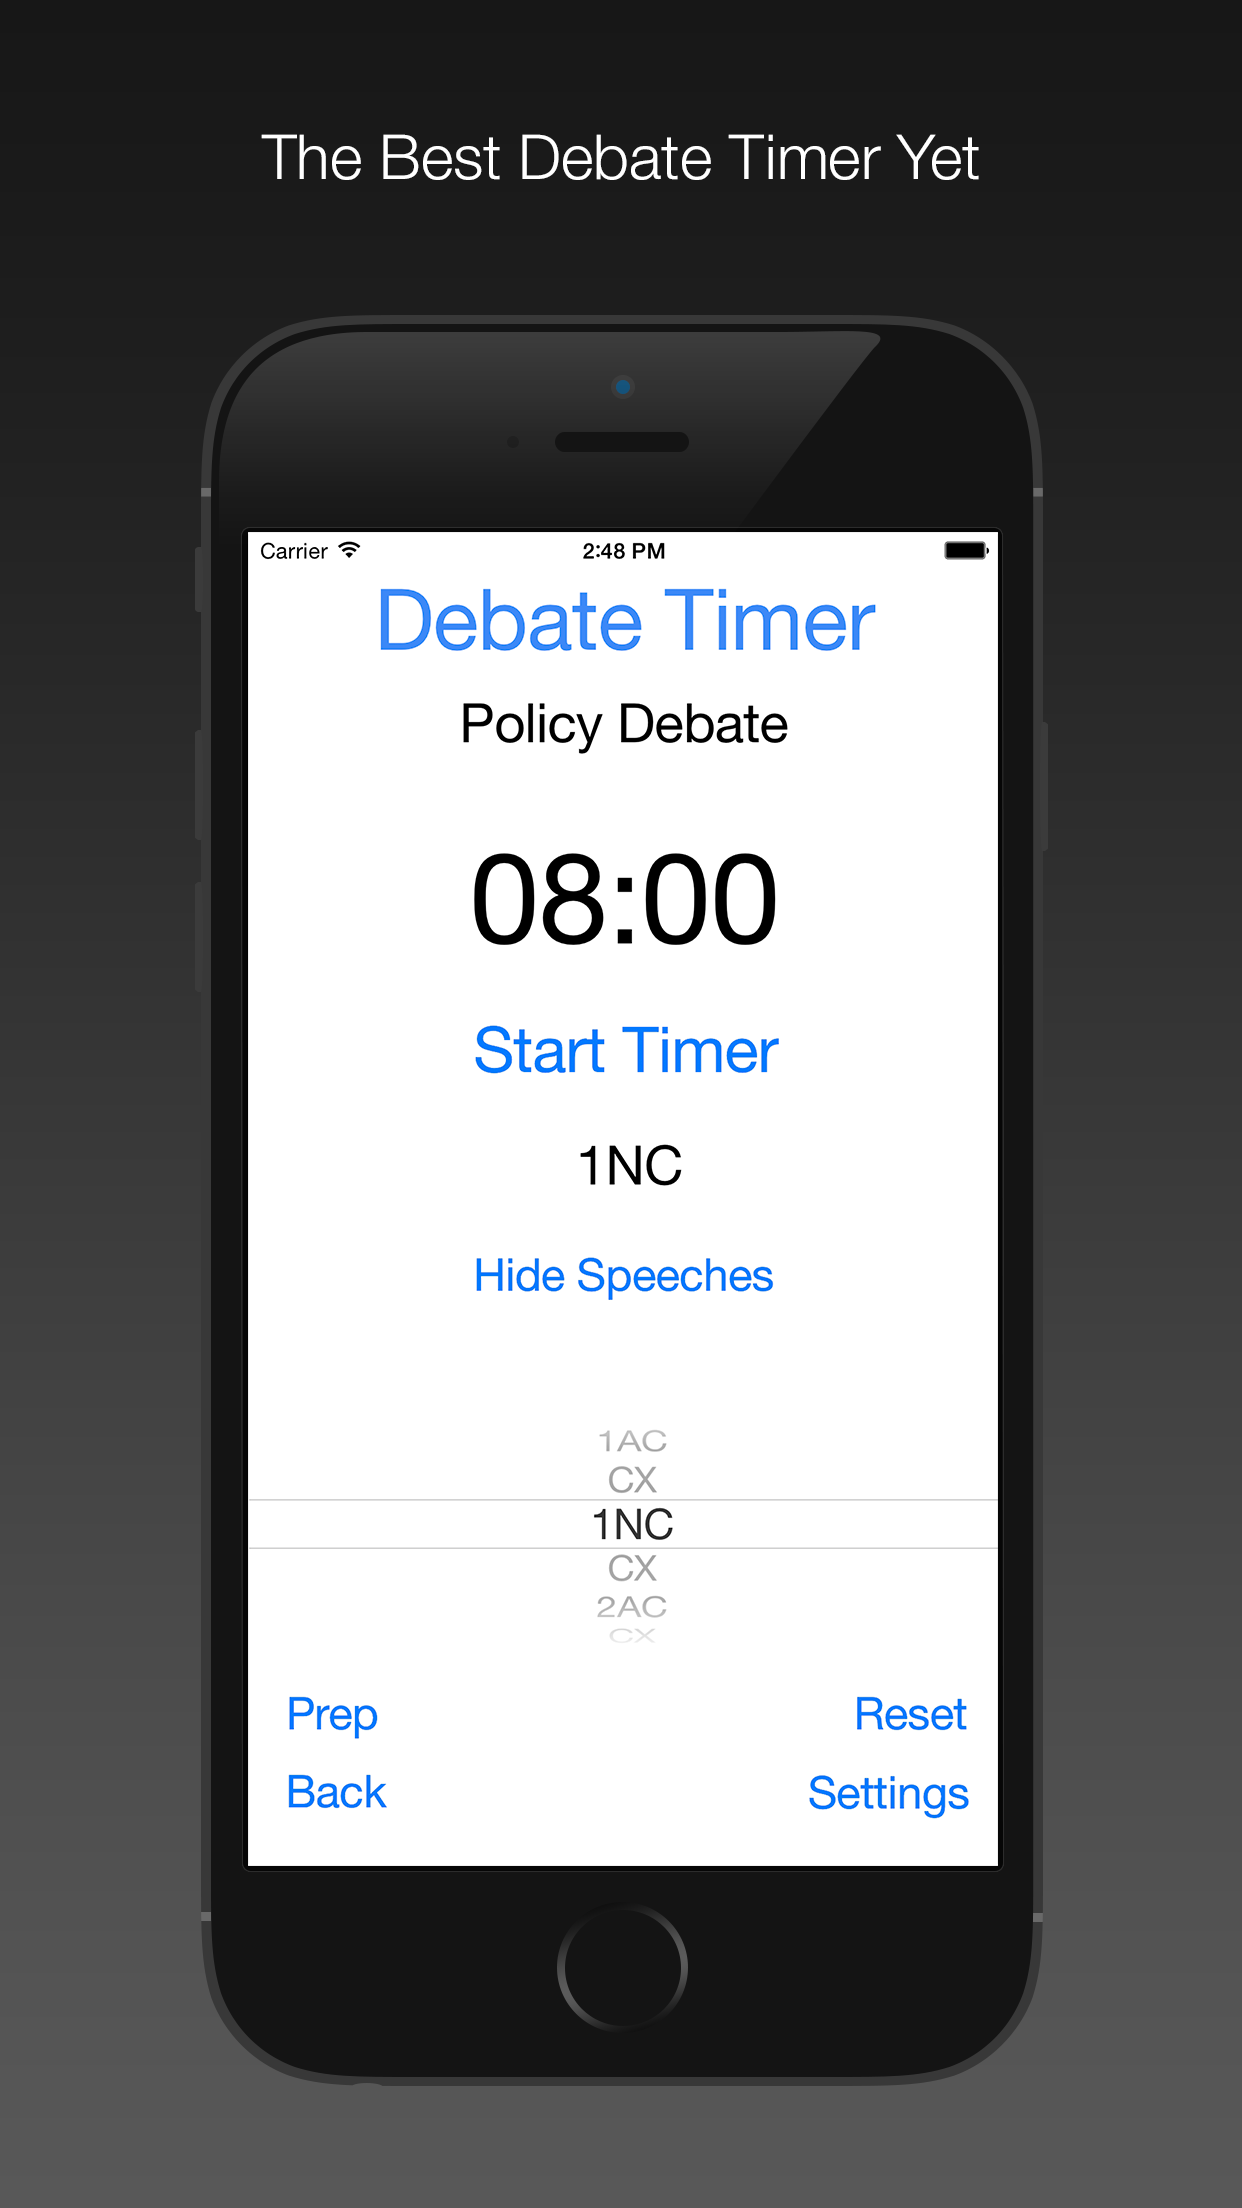 The Best Debate Timer Yet
Carrier 2:48 PM
Debate Timer
Policy Debate
08:00
Start Timer
1NC
Hide Speeches
1AC
CX
1NC
CX
2AC
CX
Prep Reset
Back Settings